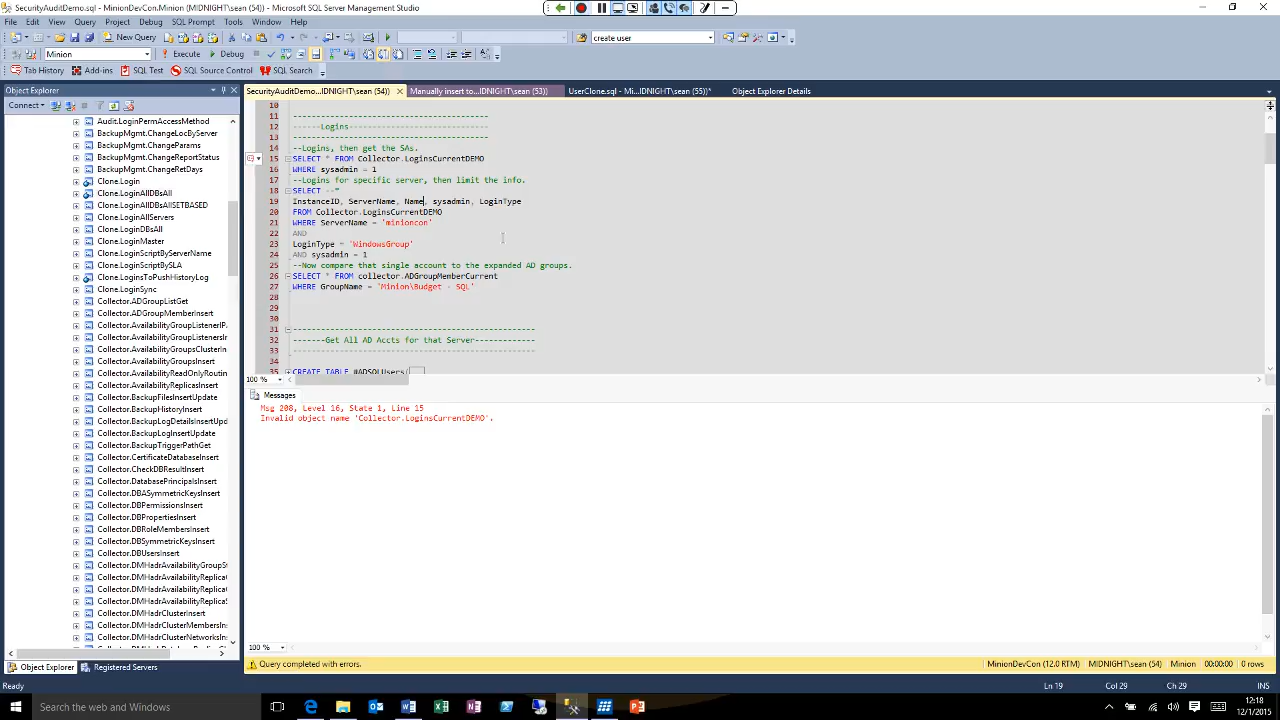 SecurityAuditDemo.sql - MinionDevCon.Minion (MIDNIGHT\sean (54)) - Microsoft SQL Server Management Studio
File Edit View Query Project Debug SQL Prompt Tools Window Help
New Query
create user
Minion
Execute Debug
Tab History Add-ins SQL Test SQL Source Control SQL Search
Object Explorer
SecurityAuditDemo...IDNIGHT\sean (54)) Manually insert to...IDNIGHT\sean (53)) UserClone.sql - Mi...IDNIGHT\sean (55))* Object Explorer Details
Connect
Audit.LoginPermAccessMethod
BackupMgmt.ChangeLocByServer
BackupMgmt.ChangeParams
BackupMgmt.ChangeReportStatus
BackupMgmt.ChangeRetDays
Clone.Login
Clone.LoginAllDBsAll
Clone.LoginAllDBsAllSETBASED
Clone.LoginAllServers
Clone.LoginDBsAll
Clone.LoginMaster
Clone.LoginScriptByServerName
Clone.LoginScriptBySLA
Clone.LoginsToPushHistoryLog
Clone.LoginSync
Collector.ADGroupListGet
Collector.ADGroupMemberInsert
Collector.AvailabilityGroupListenerIP.
Collector.AvailabilityGroupListenersIn
Collector.AvailabilityGroupsClusterIn
Collector.AvailabilityGroupsInsert
Collector.AvailabilityReadOnlyRoutin
Collector.AvailabilityReplicasInsert
Collector.BackupFilesInsertUpdate
Collector.BackupHistoryInsert
Collector.BackupLogDetailsInsertUpd
Collector.BackupLogInsertUpdate
Collector.BackupTriggerPathGet
Collector.CertificateDatabaseInsert
Collector.CheckDBResultInsert
Collector.DatabasePrincipalsInsert
Collector.DBASymmetricKeysInsert
Collector.DBPermissionsInsert
Collector.DBPropertiesInsert
Collector.DBRoleMembersInsert
Collector.DBSymmetricKeysInsert
Collector.DBUsersInsert
Collector.DMHadrAvailabilityGroupSt
Collector.DMHadrAvailabilityReplica
Collector.DMHadrAvailabilityReplica
Collector.DMHadrAvailabilityReplicaS
Collector.DMHadrClusterInsert
Collector.DMHadrClusterMembersIn
Collector.DMHadrClusterNetworksIn
Object Explorer Registered Servers
10
11 ----------------------------------------------
12 ------Logins--------------------------------
13 ----------------------------------------------
14 --Logins, then get the SAs.
15 SELECT * FROM Collector.LoginsCurrentDEMO
16 WHERE sysadmin = 1
17 --Logins for specific server, then limit the info.
18 SELECT --*
19 InstanceID, ServerName, Name, sysadmin, LoginType
20 FROM Collector.LoginsCurrentDEMO
21 WHERE ServerName = 'minioncon'
22 AND
23 LoginType = 'WindowsGroup'
24 AND sysadmin = 1
25 --Now compare that single account to the expanded AD groups.
26 SELECT * FROM collector.ADGroupMemberCurrent
27 WHERE GroupName = 'Minion\Budget - SQL'
28
29
30
31 --------------------------------------------------------
32 -------Get All AD Accts for that Server-------------
33 --------------------------------------------------------
34
35 CREATE TABLE #ADSQLUsers(...
100 %
Messages
Msg 208, Level 16, State 1, Line 15
Invalid object name 'Collector.LoginsCurrentDEMO'.
100 %
Query completed with errors. MinionDevCon (12.0 RTM) MIDNIGHT\sean (54) Minion 00:00:00 0 rows
Ready Ln 19 Col 29 Ch 29 INS
Search the web and Windows
12:18
12/1/2015